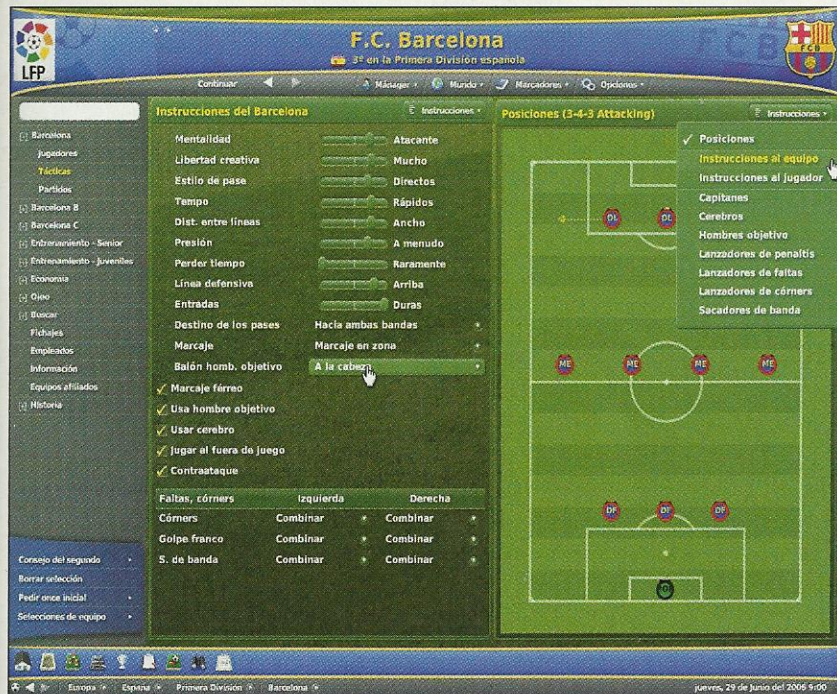 LFP
F.C. Barcelona
3º en la Primera División española
FCB
Continuar Mánager Mundo Marcadores Opciones
Barcelona
Jugadores
Tácticas
Partidos
Barcelona B
Barcelona C
Entrenamiento - Senior
Entrenamiento - Juveniles
Economía
Ojeo
Buscar
Fichajes
Empleados
Información
Equipos afiliados
Historia
Consejo del segundo
Borrar selección
Pedir once inicial
Selecciones de equipo
Instrucciones del Barcelona Instrucciones
Mentalidad Atacante
Libertad creativa Mucho
Estilo de pase Directos
Tempo Rápidos
Dist. entre líneas Ancho
Presión A menudo
Perder tiempo Raramente
Línea defensiva Arriba
Entradas Duras
Destino de los pases Hacia ambas bandas
Marcaje Marcaje en zona
Balón homb. objetivo A la cabeza
Marcaje férreo
Usa hombre objetivo
Usar cerebro
Jugar al fuera de juego
Contraataque
Faltas, córners Izquierda Derecha
Córners Combinar Combinar
Golpe franco Combinar Combinar
S. de banda Combinar Combinar
Posiciones (3-4-3 Attacking) Instrucciones
Posiciones
Instrucciones al equipo
Instrucciones al jugador
Capitanes
Cerebros
Hombres objetivo
Lanzadores de penaltis
Lanzadores de faltas
Lanzadores de córners
Sacadores de banda
DL DL
ME ME ME ME
DF DF DF
POR
Europa España Primera División Barcelona
jueves, 29 de Junio del 2006 9:00